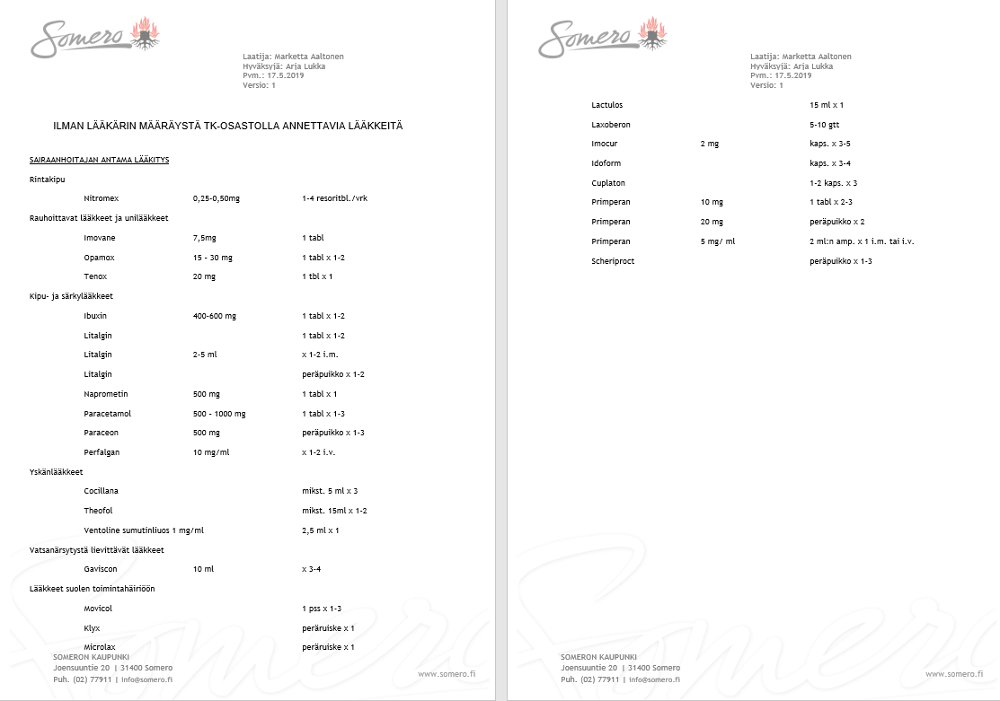 Somero
Laatija: Marketta Aaltonen
Hyväksyjä: Arja Lukka
Pvm.: 17.5.2019
Versio: 1
ILMAN LÄÄKÄRIN MÄÄRÄYSTÄ TK-OSASTOLLA ANNETTAVIA LÄÄKKEITÄ
SAIRAANHOITAJAN ANTAMA LÄÄKITYS
Rintakipu
Nitromex 0,25-0,50mg 1-4 resoritbl./vrk
Rauhoittavat lääkkeet ja unilääkkeet
Imovane 7,5mg 1 tabl
Opamox 15 – 30 mg 1 tabl x 1-2
Tenox 20 mg 1 tbl x 1
Kipu- ja särkylääkkeet
Ibuxin 400-600 mg 1 tabl x 1-2
Litalgin 1 tabl x 1-2
Litalgin 2-5 ml x 1-2 i.m.
Litalgin peräpuikko x 1-2
Naprometin 500 mg 1 tabl x 1
Paracetamol 500 – 1000 mg 1 tabl x 1-3
Paraceon 500 mg peräpuikko x 1-3
Perfalgan 10 mg/ml x 1-2 i.v.
Yskänlääkkeet
Cocillana mikst. 5 ml x 3
Theofol mikst. 15ml x 1-2
Ventoline sumutinliuos 1 mg/ml 2,5 ml x 1
Vatsanärsytystä lievittävät lääkkeet
Gaviscon 10 ml x 3-4
Lääkkeet suolen toimintahäiriöön
Movicol 1 pss x 1-3
Klyx peräruiske x 1
Microlax peräruiske x 1
SOMERON KAUPUNKI
Joensuuntie 20 | 31400 Somero
Puh. (02) 77911 | info@somero.fi
www.somero.fi
Somero
Somero
Laatija: Marketta Aaltonen
Hyväksyjä: Arja Lukka
Pvm.: 17.5.2019
Versio: 1
Lactulos 15 ml x 1
Laxoberon 5-10 gtt
Imocur 2 mg kaps. x 3-5
Idoform kaps. x 3-4
Cuplaton 1-2 kaps. x 3
Primperan 10 mg 1 tabl x 2-3
Primperan 20 mg peräpuikko x 2
Primperan 5 mg/ ml 2 ml:n amp. x 1 i.m. tai i.v.
Scheriproct peräpuikko x 1-3
SOMERON KAUPUNKI
Joensuuntie 20 | 31400 Somero
Puh. (02) 77911 | info@somero.fi
www.somero.fi
Somero